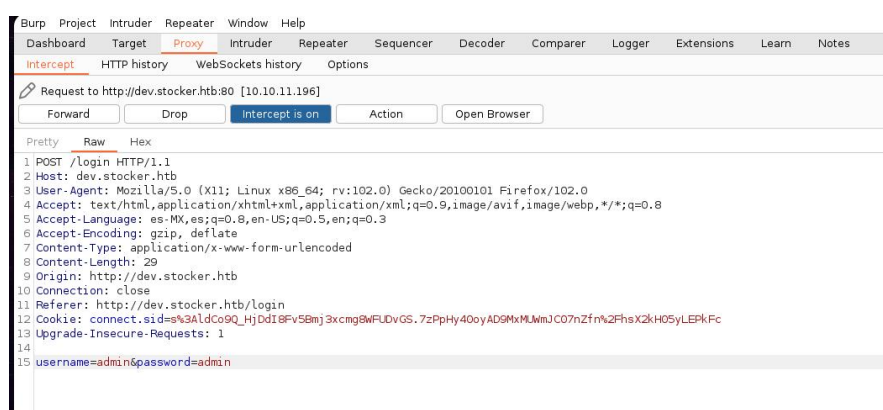 Burp Project Intruder Repeater Window Help
Dashboard Target Proxy Intruder Repeater Sequencer Decoder Comparer Logger Extensions Learn Notes
Intercept HTTP history WebSockets history Options
Request to http://dev.stocker.htb:80 [10.10.11.196]
Forward Drop Intercept is on Action Open Browser
Pretty Raw Hex
1 POST /login HTTP/1.1
2 Host: dev.stocker.htb
3 User-Agent: Mozilla/5.0 (X11; Linux x86_64; rv:102.0) Gecko/20100101 Firefox/102.0
4 Accept: text/html,application/xhtml+xml,application/xml;q=0.9,image/avif,image/webp,*/*;q=0.8
5 Accept-Language: es-MX,es;q=0.8,en-US;q=0.5,en;q=0.3
6 Accept-Encoding: gzip, deflate
7 Content-Type: application/x-www-form-urlencoded
8 Content-Length: 29
9 Origin: http://dev.stocker.htb
10 Connection: close
11 Referer: http://dev.stocker.htb/login
12 Cookie: connect.sid=s%3AldCo9Q_HjDdI8Fv5Bmj3xcmg8WFUDvGS.7zPpHy4OoyAD9MxMUWmJCO7nZfn%2FhsX2kH05yLEPkFc
13 Upgrade-Insecure-Requests: 1
14
15 username=admin&password=admin